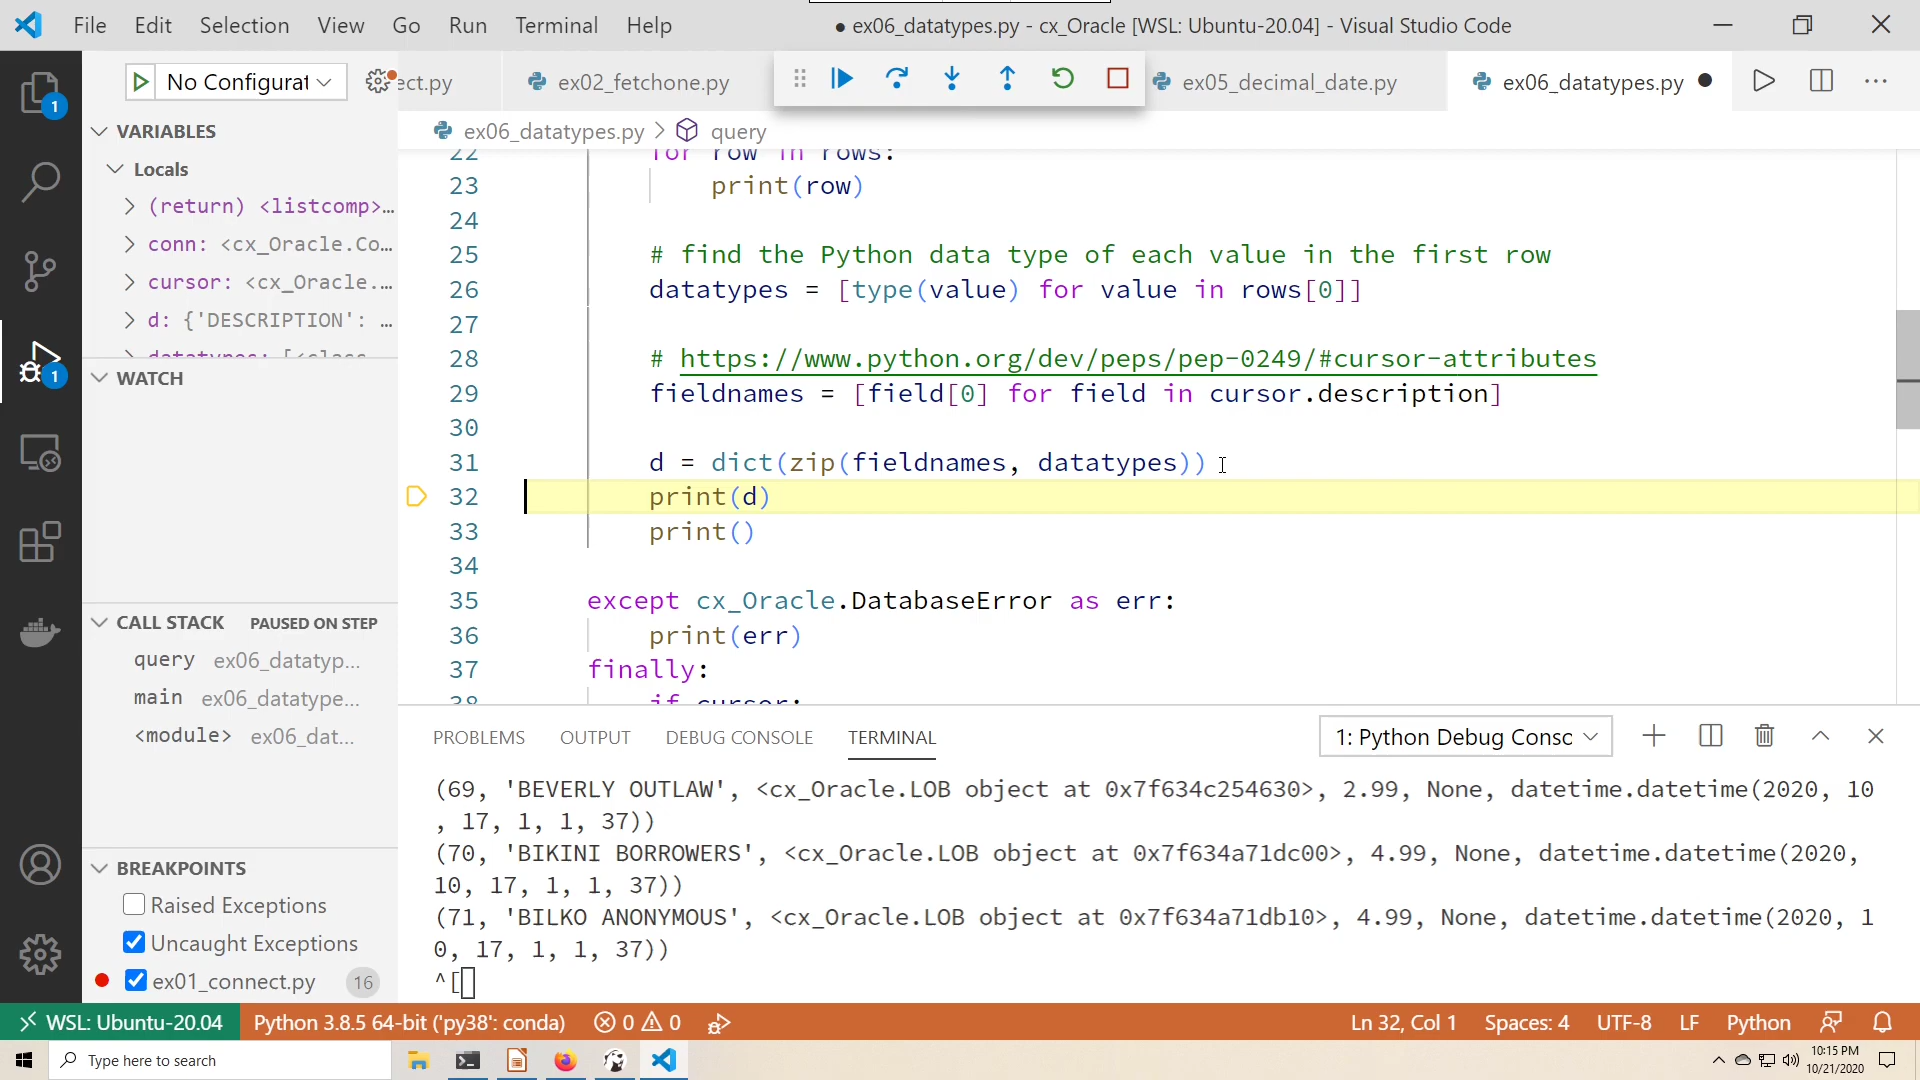 File Edit Selection View Go Run Terminal Help
● ex06_datatypes.py - cx_Oracle [WSL: Ubuntu-20.04] - Visual Studio Code
No Configurat
ect.py
ex02_fetchone.py
ex05_decimal_date.py
ex06_datatypes.py
ex06_datatypes.py > query
VARIABLES
Locals
(return) <listcomp>…
conn: <cx_Oracle.Co…
cursor: <cx_Oracle.…
d: {'DESCRIPTION': …
datatypes: [<class
WATCH
CALL STACK PAUSED ON STEP
query ex06_datatyp...
main ex06_datatype...
<module> ex06_dat...
BREAKPOINTS
Raised Exceptions
Uncaught Exceptions
ex01_connect.py 16
1
1
22 for row in rows:
23 print(row)
24
25 # find the Python data type of each value in the first row
26 datatypes = [type(value) for value in rows[0]]
27
28 # https://www.python.org/dev/peps/pep-0249/#cursor-attributes
29 fieldnames = [field[0] for field in cursor.description]
30
31 d = dict(zip(fieldnames, datatypes))
32 print(d)
33 print()
34
35 except cx_Oracle.DatabaseError as err:
36 print(err)
37 finally:
38 if cursor:
PROBLEMS OUTPUT DEBUG CONSOLE TERMINAL
1: Python Debug Consc
(69, 'BEVERLY OUTLAW', <cx_Oracle.LOB object at 0x7f634c254630>, 2.99, None, datetime.datetime(2020, 10
, 17, 1, 1, 37))
(70, 'BIKINI BORROWERS', <cx_Oracle.LOB object at 0x7f634a71dc00>, 4.99, None, datetime.datetime(2020,
10, 17, 1, 1, 37))
(71, 'BILKO ANONYMOUS', <cx_Oracle.LOB object at 0x7f634a71db10>, 4.99, None, datetime.datetime(2020, 1
0, 17, 1, 1, 37))
^[
WSL: Ubuntu-20.04 Python 3.8.5 64-bit ('py38': conda) 0 0 Ln 32, Col 1 Spaces: 4 UTF-8 LF Python
Type here to search
10:15 PM
10/21/2020